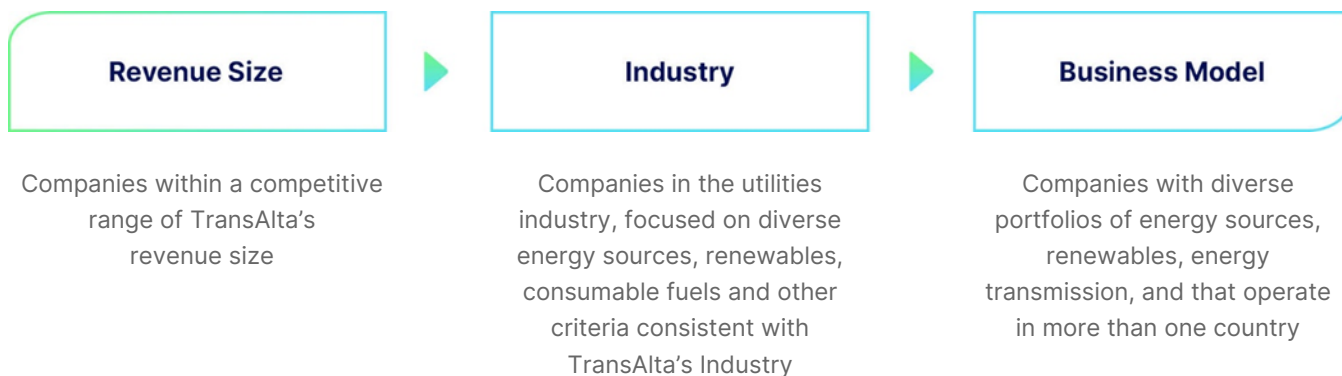 Revenue Size
Industry
Business Model
Companies within a competitive
range of TransAlta’s
revenue size
Companies in the utilities
industry, focused on diverse
energy sources, renewables,
consumable fuels and other
criteria consistent with
TransAlta’s Industry
Companies with diverse
portfolios of energy sources,
renewables, energy
transmission, and that operate
in more than one country